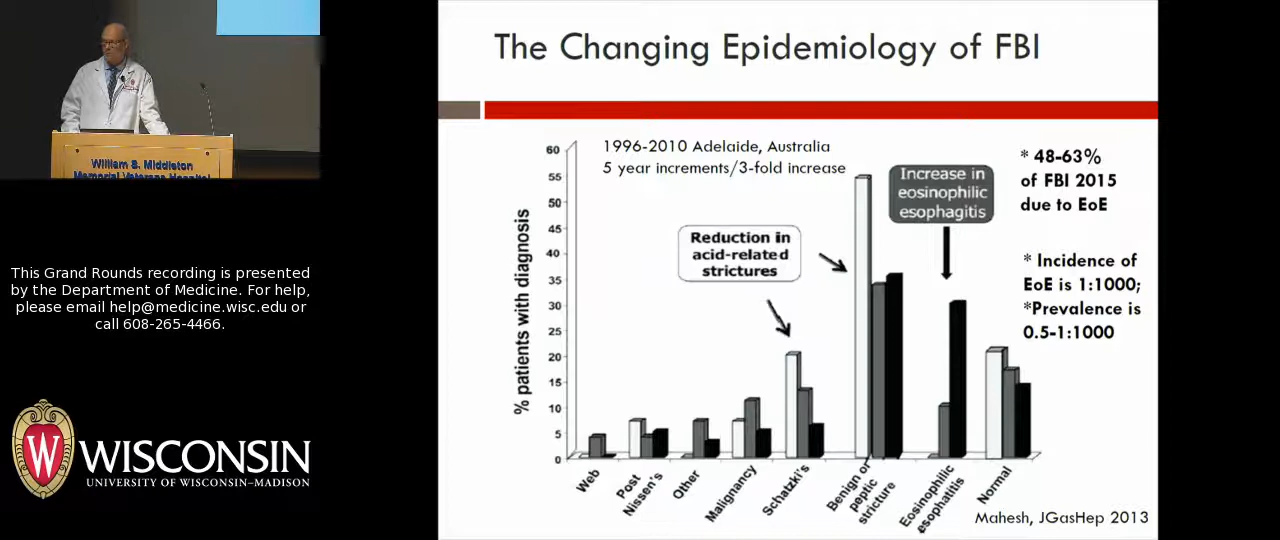 William S. Middleton
Memorial Veterans Hospital
This Grand Rounds recording is presented
by the Department of Medicine. For help,
please email help@medicine.wisc.edu or
call 608-265-4466.
W
WISCONSIN
UNIVERSITY OF WISCONSIN–MADISON
The Changing Epidemiology of FBI
1996-2010 Adelaide, Australia
5 year increments/3-fold increase
Increase in
eosinophilic
esophagitis
* 48-63%
of FBI 2015
due to EoE
Reduction in
acid-related
strictures
* Incidence of
EoE is 1:1000;
*Prevalence is
0.5-1:1000
% patients with diagnosis
60
55
50
45
40
35
30
25
20
15
10
5
0
Web
Post
Nissen's
Other
Malignancy
Schatzki's
Benign or
peptic
stricture
Eosinophilic
esophatitis
Normal
Mahesh, JGasHep 2013